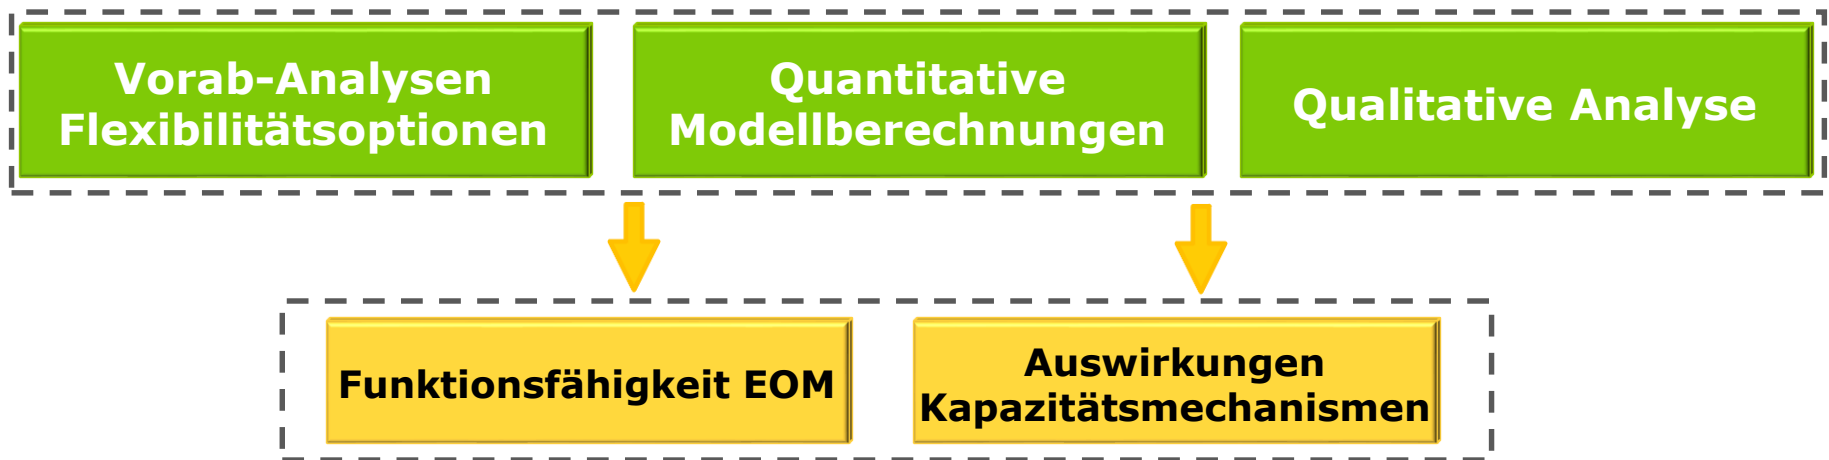 Vorab-Analysen
Flexibilitätsoptionen
Quantitative
Modellberechnungen
Qualitative Analyse
Funktionsfähigkeit EOM
Auswirkungen
Kapazitätsmechanismen